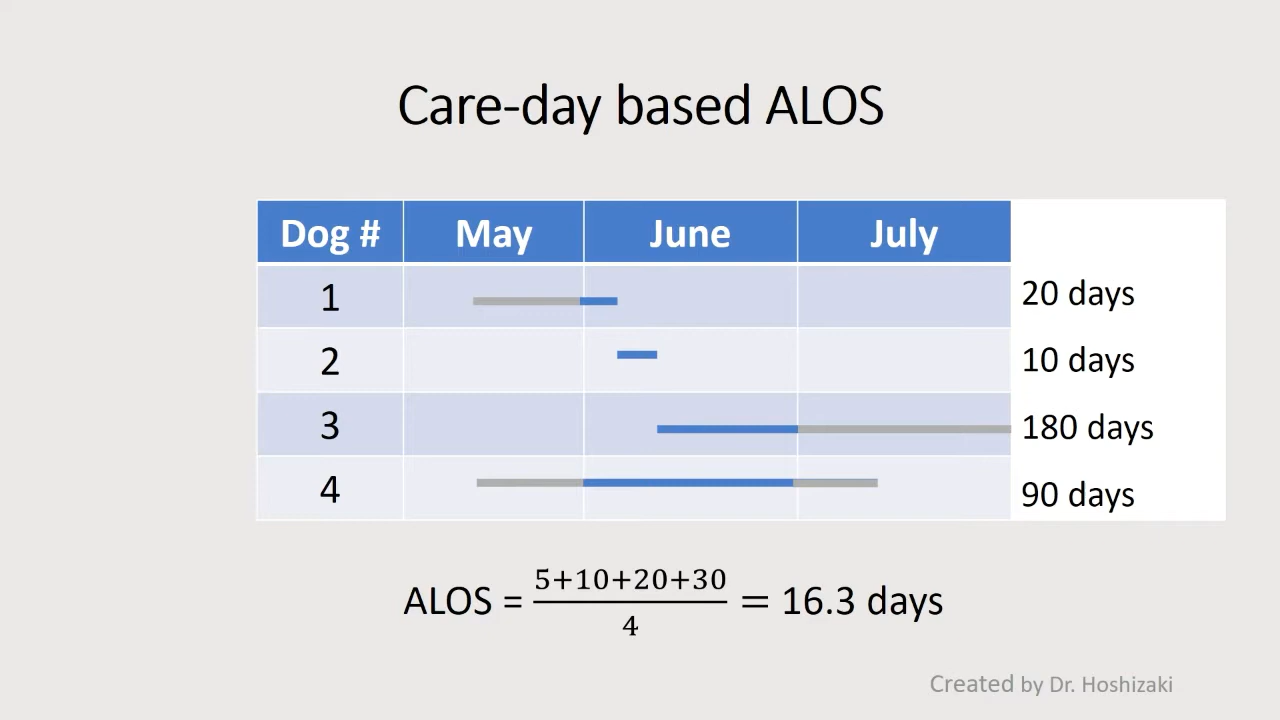 Care-day based ALOS
Dog # May June July
1 20 days
2 10 days
3 180 days
4 90 days
ALOS = 5+10+20+30 / 4 = 16.3 days
Created by Dr. Hoshizaki